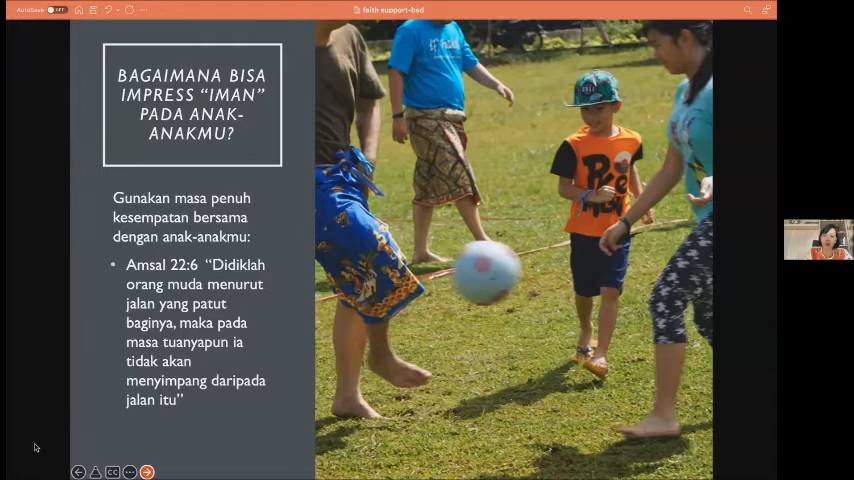 AutoSave OFF
faith support-bsd
BAGAIMANA BISA
IMPRESS “IMAN”
PADA ANAK-
ANAKMU?
Gunakan masa penuh
kesempatan bersama
dengan anak-anakmu:
• Amsal 22:6 “Didiklah
orang muda menurut
jalan yang patut
baginya, maka pada
masa tuanyapun ia
tidak akan
menyimpang daripada
jalan itu”
CC